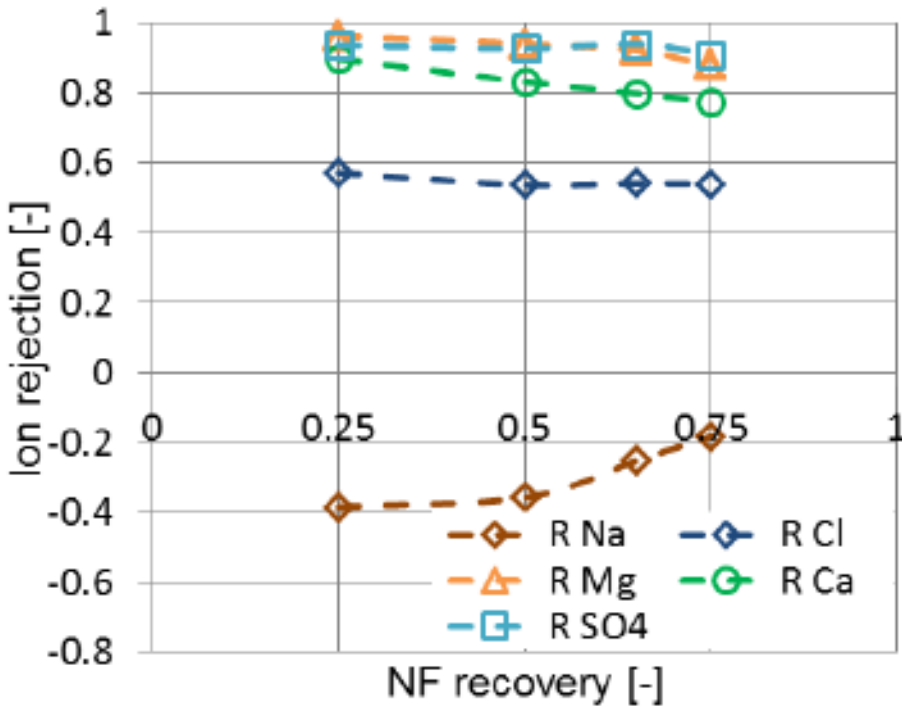 1
0.8
0.6
0.4
0.2
0
-0.2
-0.4
-0.6
-0.8
Ion rejection [-]
0 0.25 0.5 0.75 1
R Na R Cl
R Mg R Ca
R SO4
NF recovery [-]